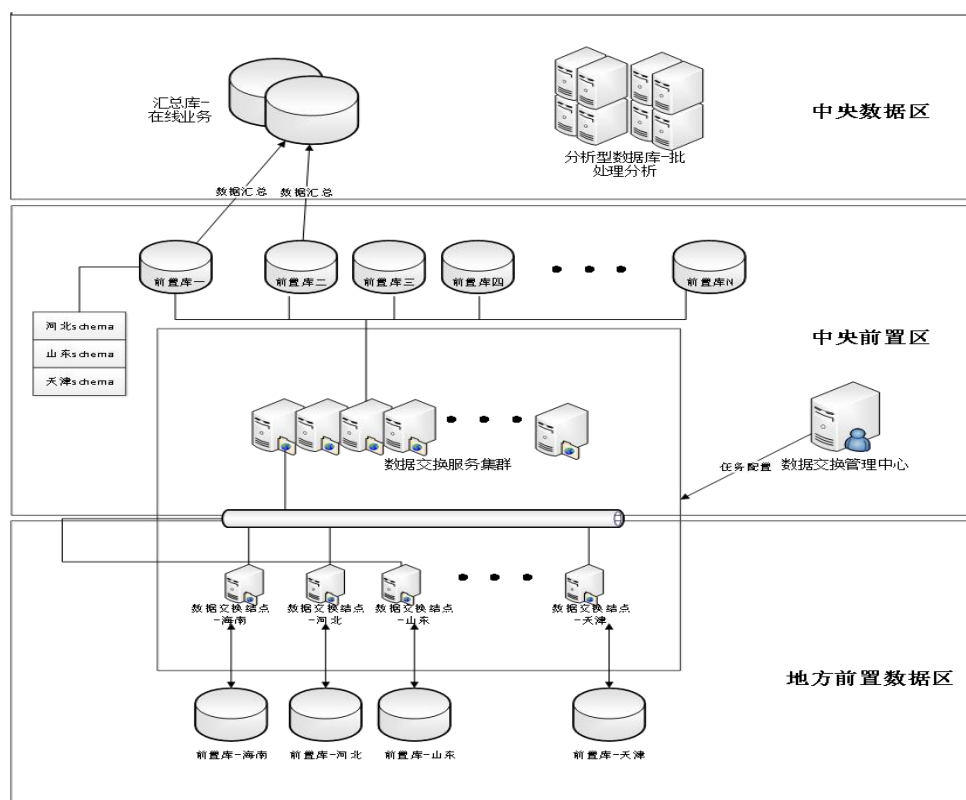 汇总库-
在线业务
分析型数据库-批
处理分析
中央数据区
数据汇总
数据汇总
前置库一
前置库二
前置库三
前置库四
前置库N
河北schema
山东schema
天津schema
中央前置区
数据交换服务集群
任务配置
数据交换管理中心
数据交换结点
-海南
数据交换结点
-河北
数据交换结点
-山东
数据交换结点
-天津
地方前置数据区
前置库-海南
前置库-河北
前置库-山东
前置库-天津